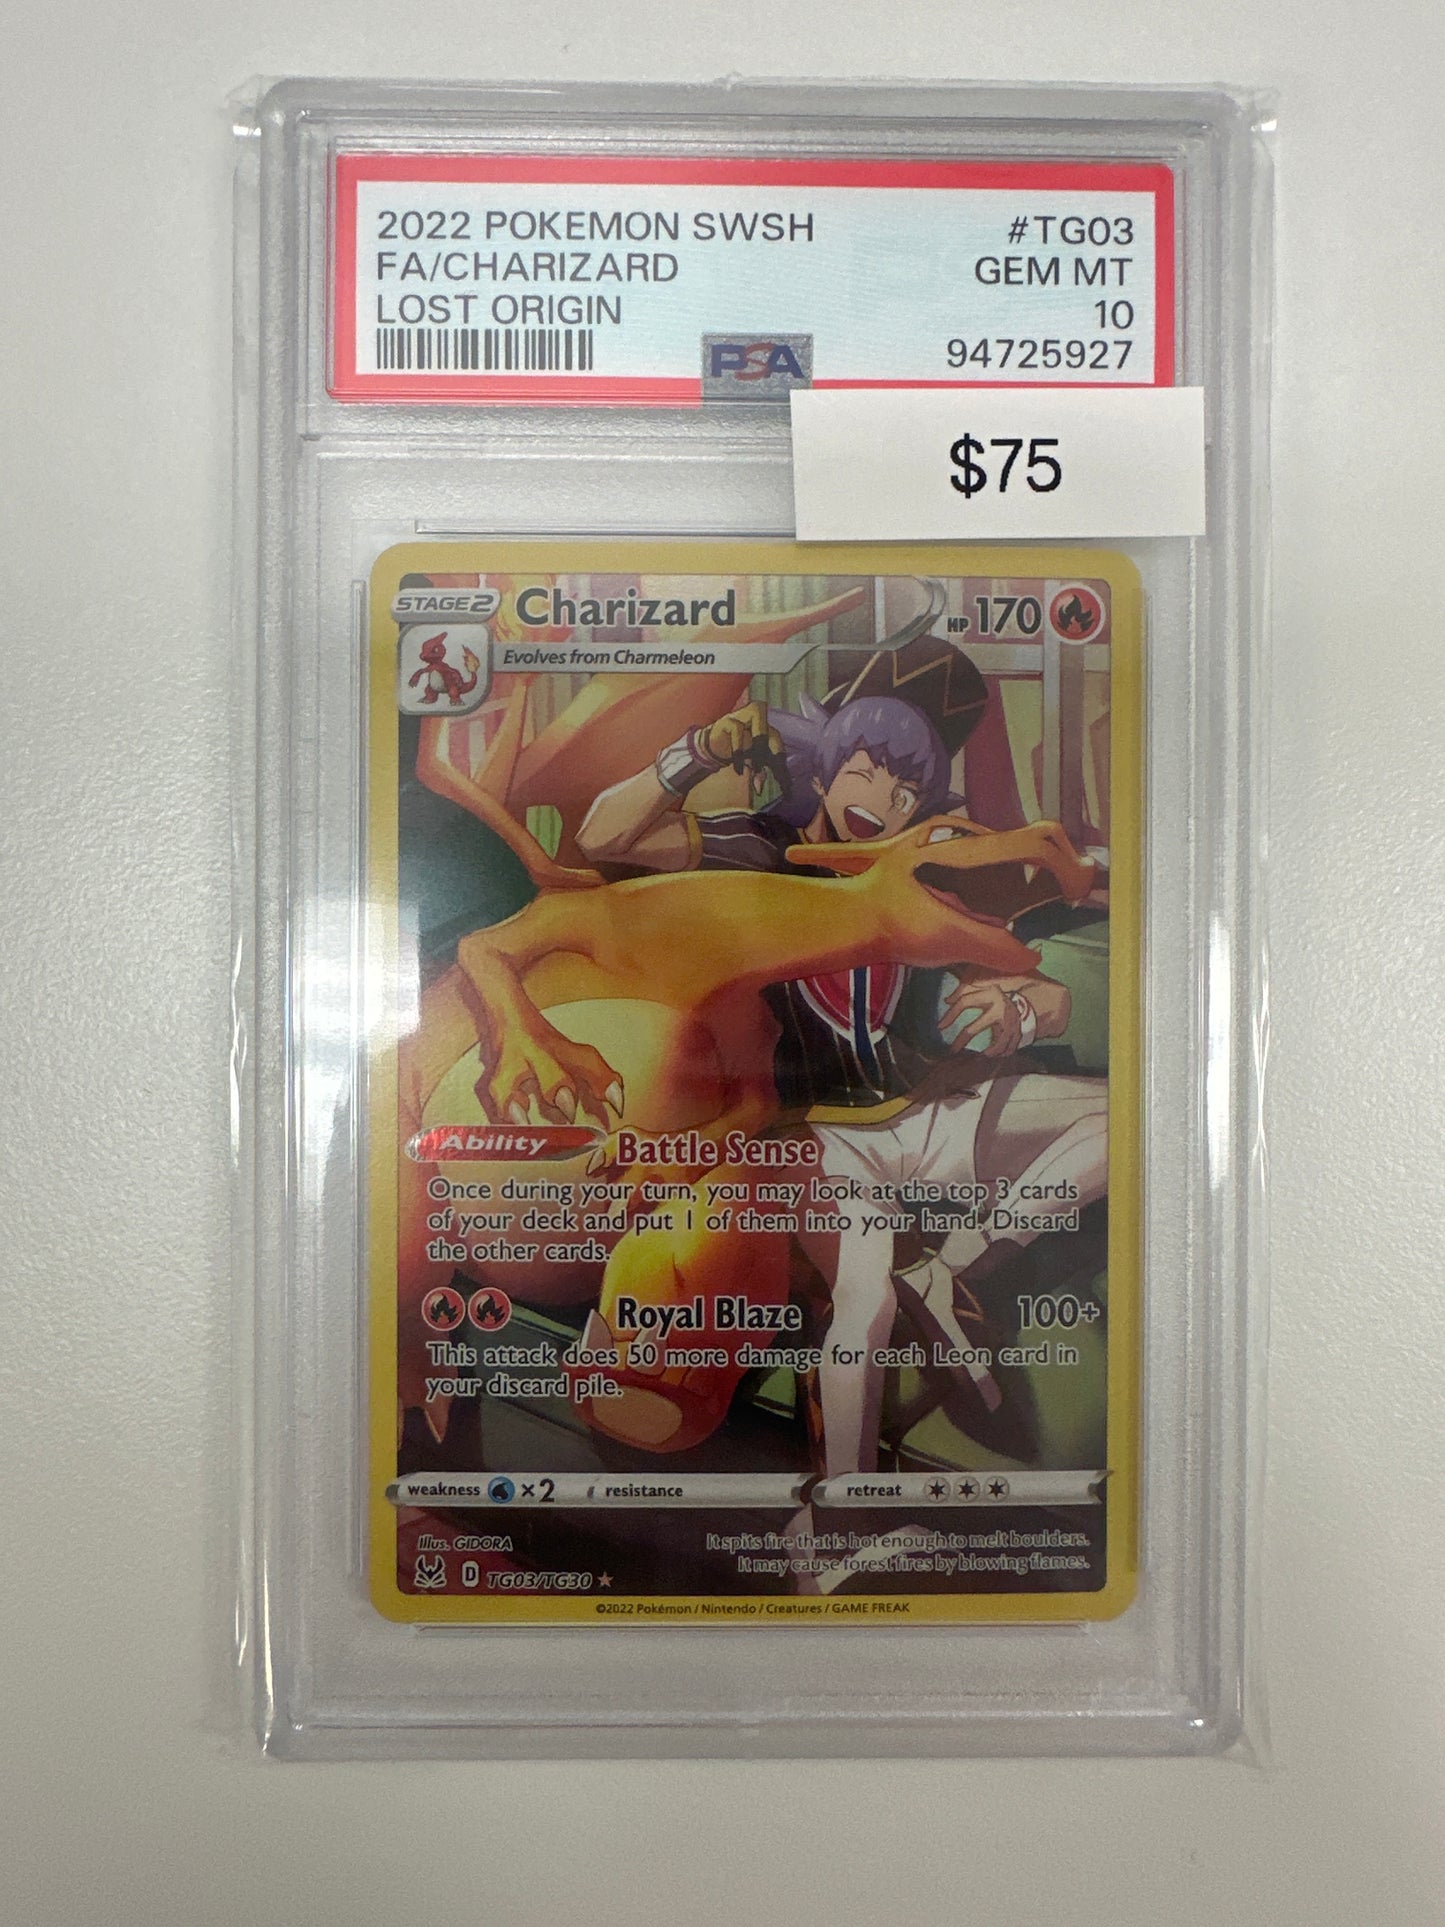 2022 POKEMON SWSH #TG03
FA/CHARIZARD GEM MT
LOST ORIGIN 10
PSA 94725927
$75
STAGE 2 Charizard HP 170
Evolves from Charmeleon
Ability Battle Sense
Once during your turn, you may look at the top 3 cards
of your deck and put 1 of them into your hand. Discard
the other cards.
Royal Blaze 100+
This attack does 50 more damage for each Leon card in
your discard pile.
weakness ×2 resistance retreat
Illus. GIDORA
It spits fire that is hot enough to melt boulders.
It may cause forest fires by blowing flames.
D TG03/TG30
©2022 Pokémon / Nintendo / Creatures / GAME FREAK